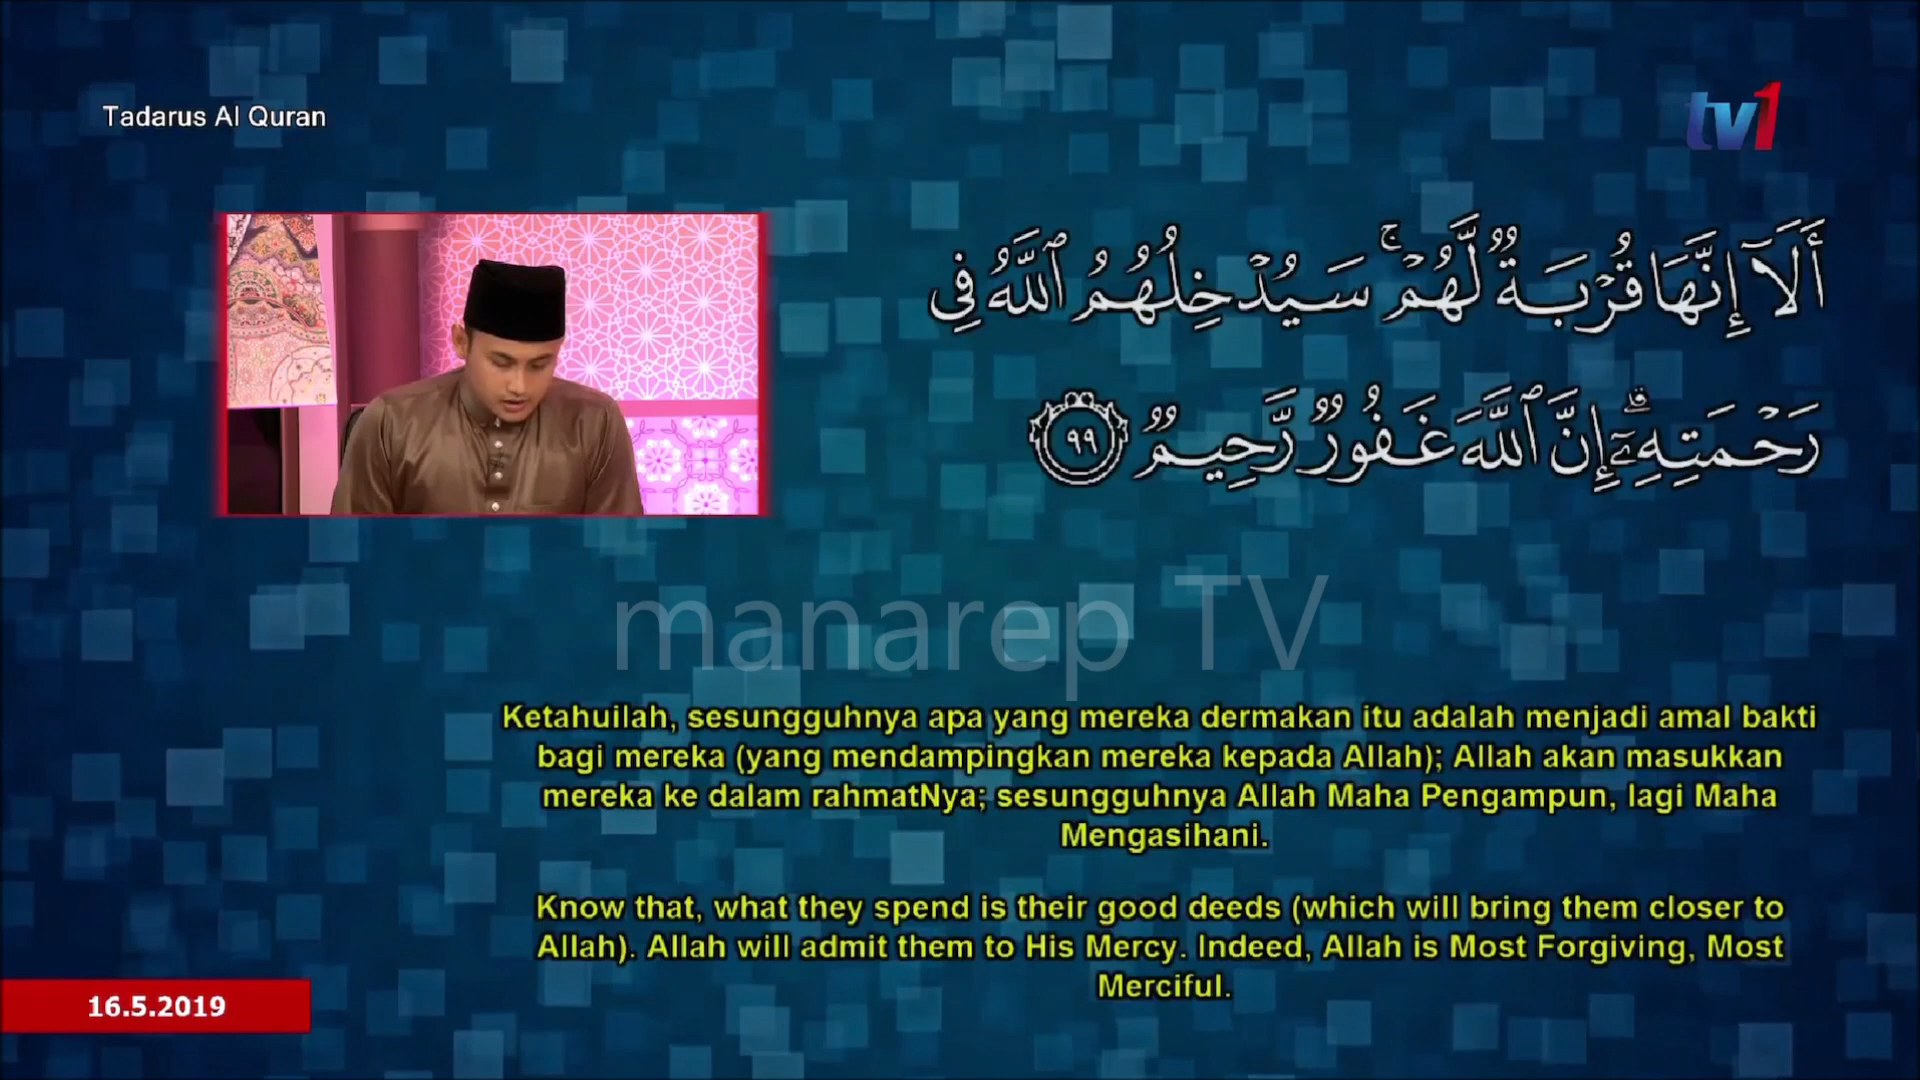 Tadarus Al Quran
tv1
أَلَآ إِنَّهَا قُرْبَةٌ لَّهُمْ ۚ سَيُدْخِلُهُمُ ٱللَّهُ فِى
رَحْمَتِهِۦٓ ۗ إِنَّ ٱللَّهَ غَفُورٌ رَّحِيمٌ ٩٩
manarep TV
Ketahuilah, sesungguhnya apa yang mereka dermakan itu adalah menjadi amal bakti
bagi mereka (yang mendampingkan mereka kepada Allah); Allah akan masukkan
mereka ke dalam rahmatNya; sesungguhnya Allah Maha Pengampun, lagi Maha
Mengasihani.
Know that, what they spend is their good deeds (which will bring them closer to
Allah). Allah will admit them to His Mercy. Indeed, Allah is Most Forgiving, Most
Merciful.
16.5.2019